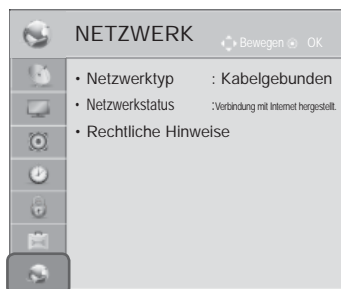 NETZWERK Bewegen OK
• Netzwerktyp : Kabelgebunden
• Netzwerkstatus :Verbindung mit Internet hergestellt.
• Rechtliche Hinweise